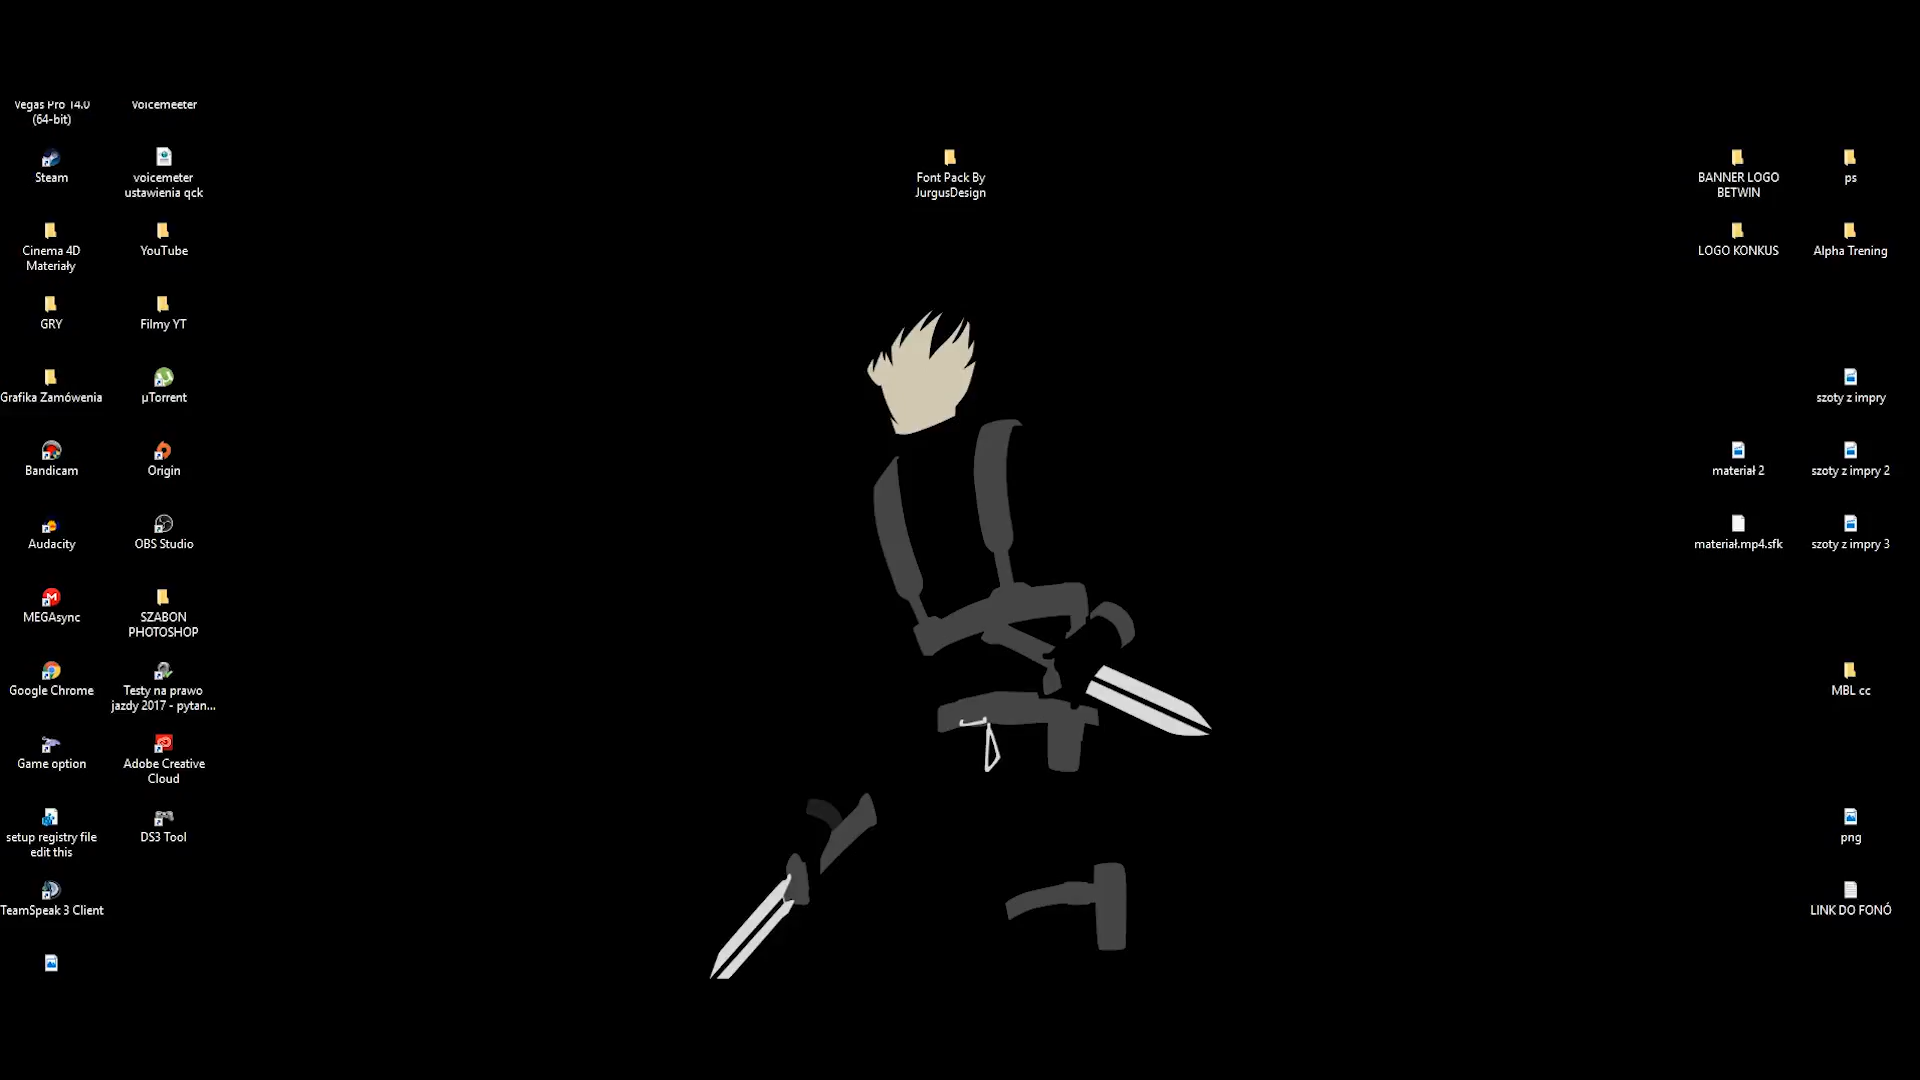 Vegas Pro 14.0
(64-bit)
Voicemeeter
Steam
voicemeter
ustawienia qck
Font Pack By
JurgusDesign
BANNER LOGO
BETWIN
ps
Cinema 4D
Materiały
YouTube
LOGO KONKUS
Alpha Trening
GRY
Filmy YT
Grafika Zamówenia
µTorrent
szoty z impry
Bandicam
Origin
materiał 2
szoty z impry 2
Audacity
OBS Studio
materiał.mp4.sfk
szoty z impry 3
MEGAsync
SZABON
PHOTOSHOP
Google Chrome
Testy na prawo
jazdy 2017 - pytan...
MBL cc
Game option
Adobe Creative
Cloud
setup registry file
edit this
DS3 Tool
png
TeamSpeak 3 Client
LINK DO FONÓ